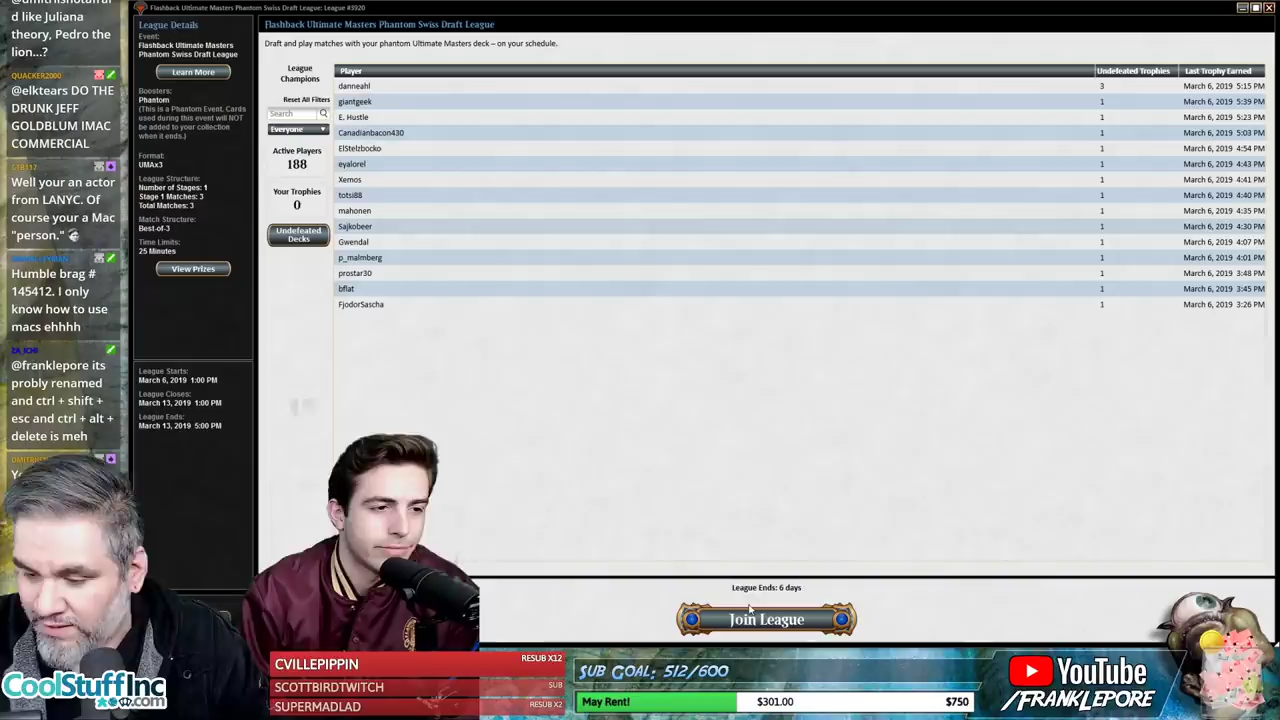 Flashback Ultimate Masters Phantom Swiss Draft League: League #3920
theory, Pedro the
lion...?
QUACKER2000
@elktears DO THE
DRUNK JEFF
GOLDBLUM IMAC
COMMERCIAL
Well your an actor
from LANYC. Of
course your a Mac
"person."
Humble brag #
145412. I only
know how to use
macs ehhhh
@franklepore its
probly renamed
and ctrl + shift +
esc and ctrl + alt +
delete is meh
League Details
Event:
Flashback Ultimate Masters
Phantom Swiss Draft League
Learn More
Boosters:
Phantom
(This is a Phantom Event. Cards
used during this event will NOT
be added to your collection
when it ends.)
Format:
UMAx3
League Structure:
Number of Stages: 1
Stage 1 Matches: 3
Total Matches: 3
Match Structure:
Best-of-3
Time Limits:
25 Minutes
View Prizes
League Starts:
March 6, 2019 1:00 PM
League Closes:
March 13, 2019 1:00 PM
League Ends:
March 13, 2019 5:00 PM
Flashback Ultimate Masters Phantom Swiss Draft League
Draft and play matches with your phantom Ultimate Masters deck – on your schedule.
League
Champions
Reset All Filters
Search
Everyone
Active Players
188
Your Trophies
0
Undefeated
Decks
Player Undefeated Trophies Last Trophy Earned
danneahl 3 March 6, 2019 5:15 PM
giantgeek 1 March 6, 2019 5:39 PM
E. Hustle 1 March 6, 2019 5:23 PM
Canadianbacon430 1 March 6, 2019 5:03 PM
ElStelzbocko 1 March 6, 2019 4:54 PM
eyalorel 1 March 6, 2019 4:43 PM
Xemos 1 March 6, 2019 4:41 PM
totsi88 1 March 6, 2019 4:40 PM
mahonen 1 March 6, 2019 4:35 PM
Sajkobeer 1 March 6, 2019 4:30 PM
Gwendal 1 March 6, 2019 4:07 PM
p_malmberg 1 March 6, 2019 4:01 PM
prostar30 1 March 6, 2019 3:48 PM
bflat 1 March 6, 2019 3:45 PM
FjodorSascha 1 March 6, 2019 3:26 PM
League Ends: 6 days
Join League
CVILLEPIPPIN RESUB X12
SCOTTBIRDTWITCH SUB
SUPERMADLAD RESUB X2
SUB GOAL: 512/600
May Rent! $301.00 $750
YouTube
/FRANKLEPORE
CoolStuffInc
.com